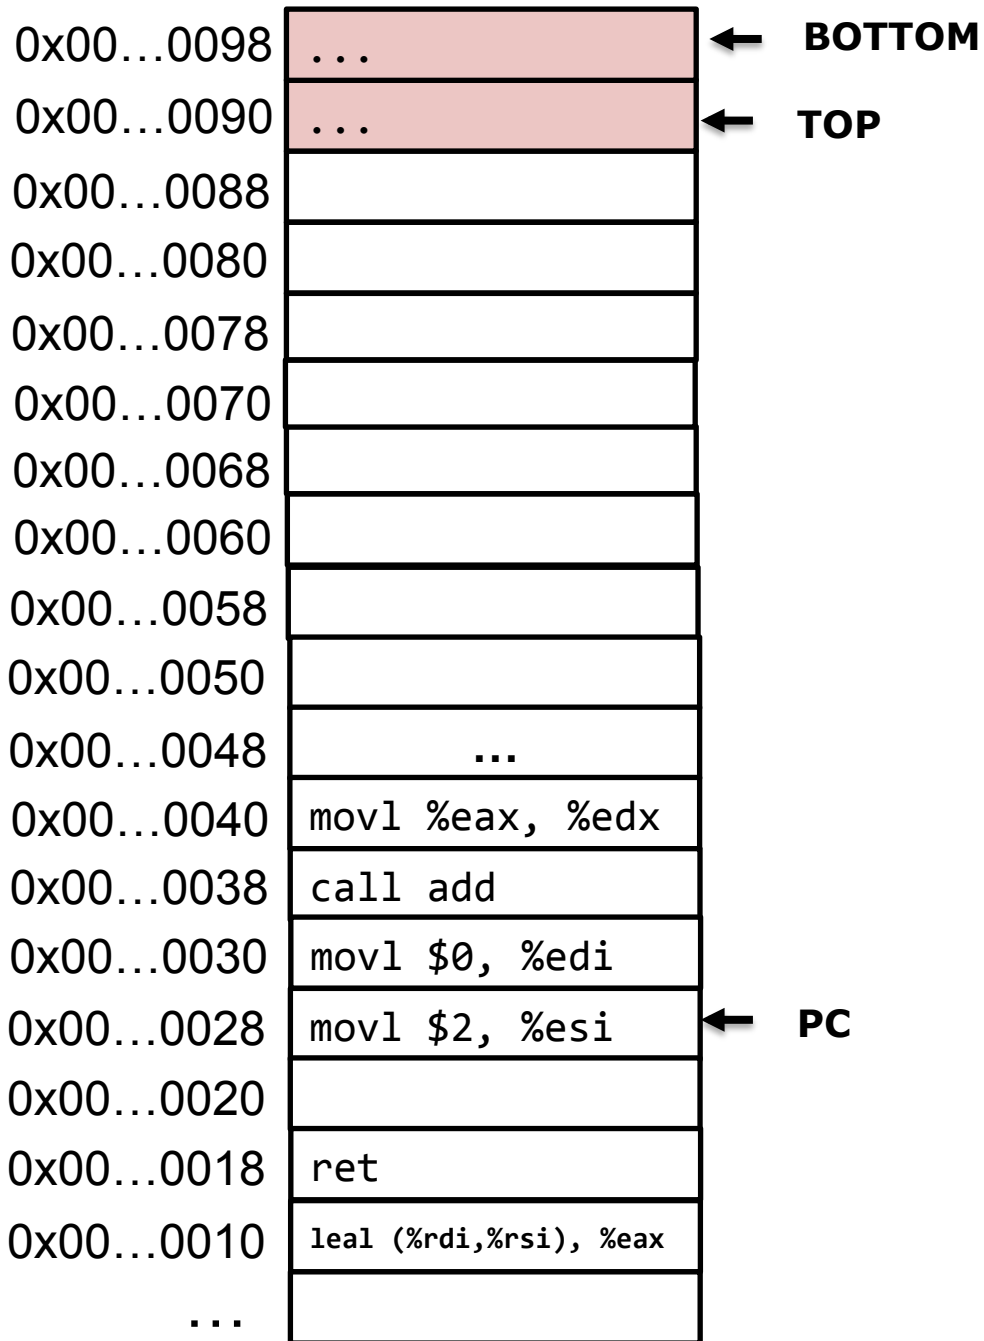 0x00...0098 ... BOTTOM
0x00...0090 ... TOP
0x00...0088
0x00...0080
0x00...0078
0x00...0070
0x00...0068
0x00...0060
0x00...0058
0x00...0050
0x00...0048 ...
0x00...0040 movl %eax, %edx
0x00...0038 call add
0x00...0030 movl $0, %edi
0x00...0028 movl $2, %esi PC
0x00...0020
0x00...0018 ret
0x00...0010 leal (%rdi,%rsi), %eax
...